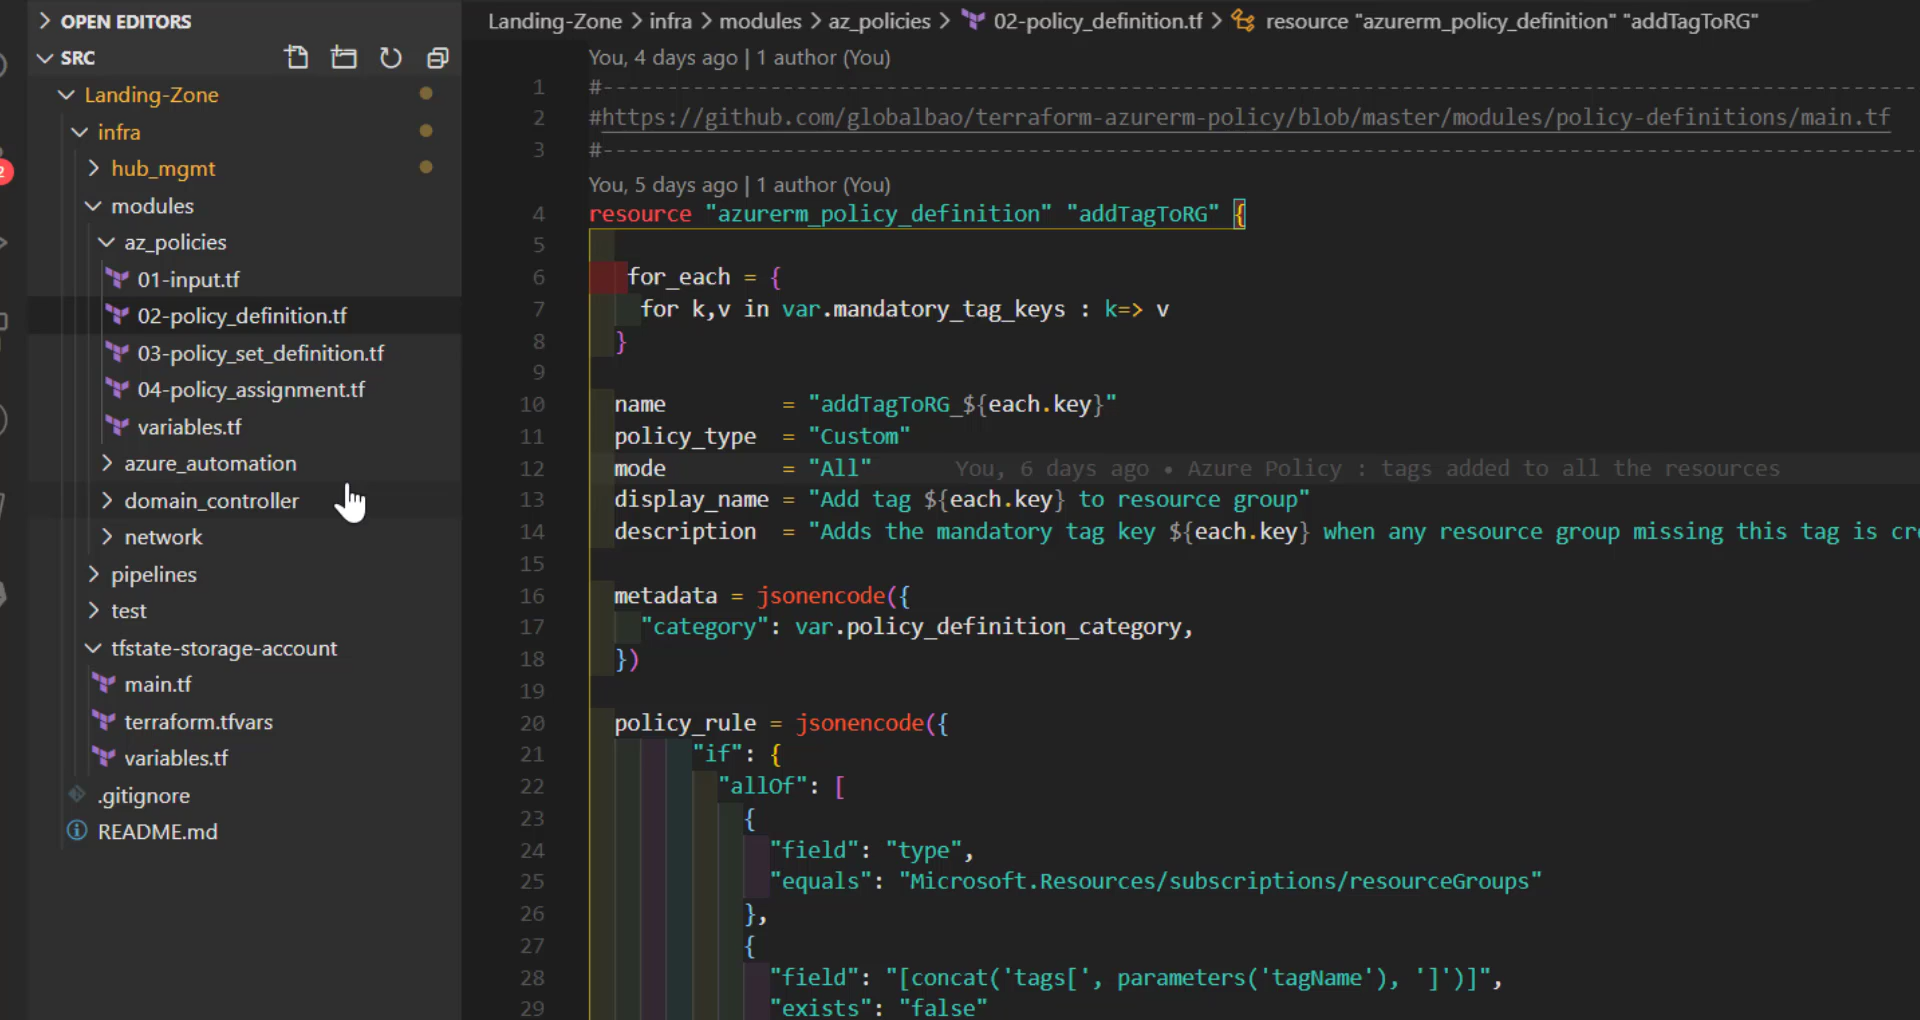 OPEN EDITORS
SRC
Landing-Zone
infra
hub_mgmt
modules
az_policies
01-input.tf
02-policy_definition.tf
03-policy_set_definition.tf
04-policy_assignment.tf
variables.tf
azure_automation
domain_controller
network
pipelines
test
tfstate-storage-account
main.tf
terraform.tfvars
variables.tf
.gitignore
README.md
2
Landing-Zone > infra > modules > az_policies > 02-policy_definition.tf > resource "azurerm_policy_definition" "addTagToRG"
You, 4 days ago | 1 author (You)
1 #--------------------------------------------------------------------------------------------------------
2 #https://github.com/globalbao/terraform-azurerm-policy/blob/master/modules/policy-definitions/main.tf
3 #--------------------------------------------------------------------------------------------------------
You, 5 days ago | 1 author (You)
4 resource "azurerm_policy_definition" "addTagToRG" {
5
6 for_each = {
7 for k,v in var.mandatory_tag_keys : k=> v
8 }
9
10 name = "addTagToRG_${each.key}"
11 policy_type = "Custom"
12 mode = "All" You, 6 days ago • Azure Policy : tags added to all the resources
13 display_name = "Add tag ${each.key} to resource group"
14 description = "Adds the mandatory tag key ${each.key} when any resource group missing this tag is cr
15
16 metadata = jsonencode({
17 "category": var.policy_definition_category,
18 })
19
20 policy_rule = jsonencode({
21 "if": {
22 "allOf": [
23 {
24 "field": "type",
25 "equals": "Microsoft.Resources/subscriptions/resourceGroups"
26 },
27 {
28 "field": "[concat('tags[', parameters('tagName'), ']')]",
29 "exists": "false"